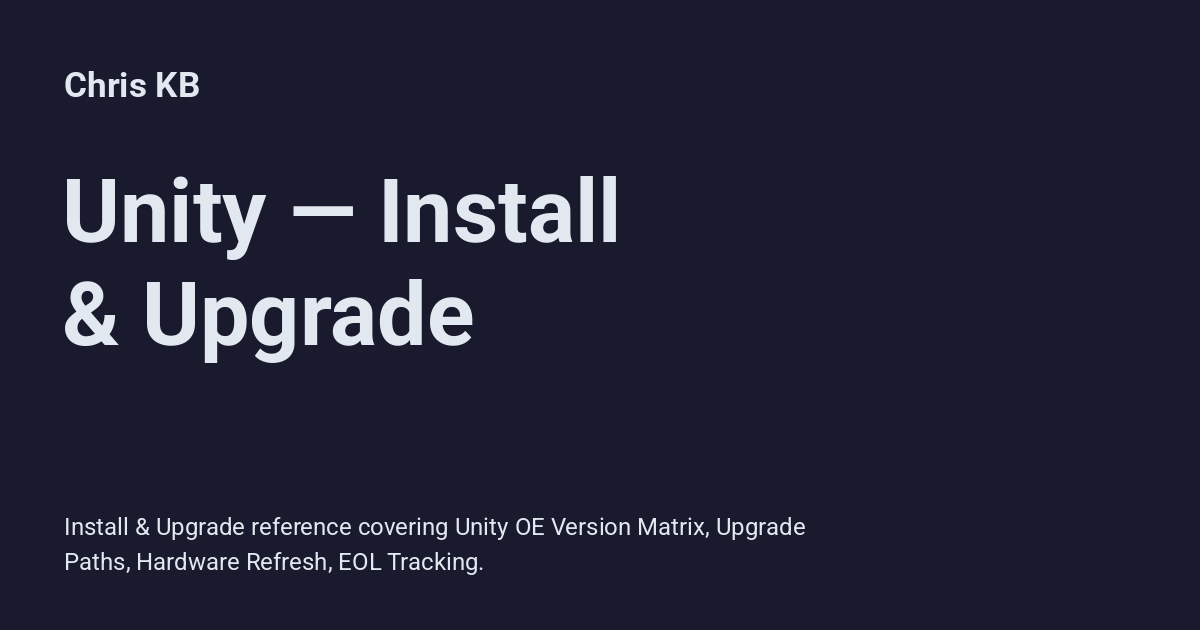 Chris KB
Unity — Install
& Upgrade
Install & Upgrade reference covering Unity OE Version Matrix, Upgrade
Paths, Hardware Refresh, EOL Tracking.